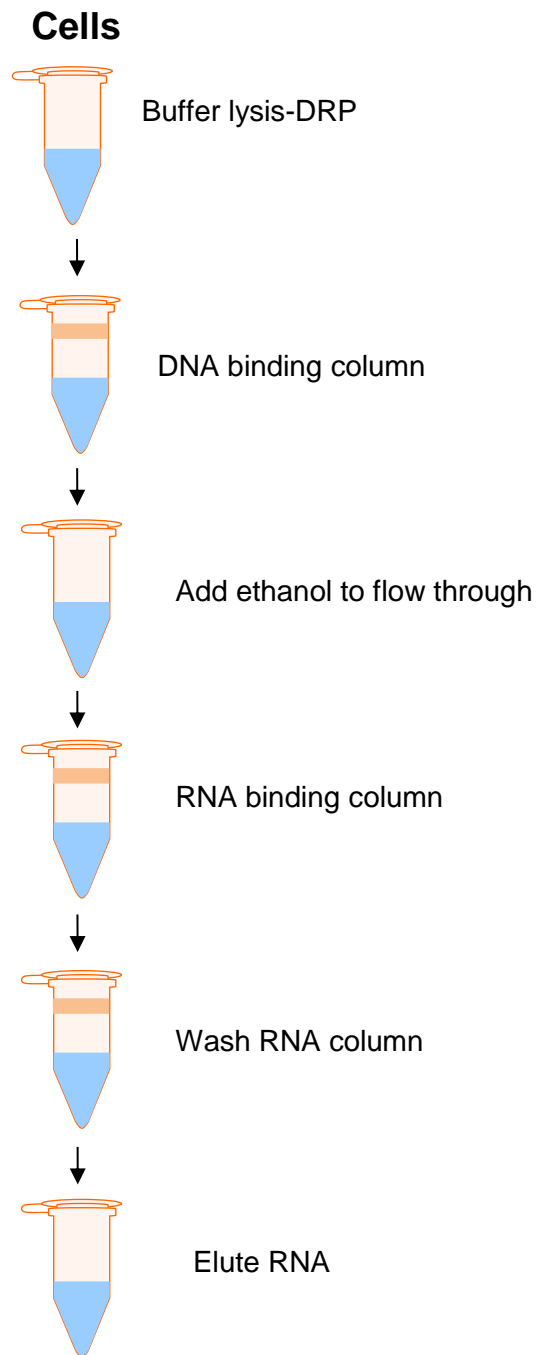 Cells
Buffer lysis-DRP
DNA binding column
Add ethanol to flow through
RNA binding column
Wash RNA column
Elute RNA